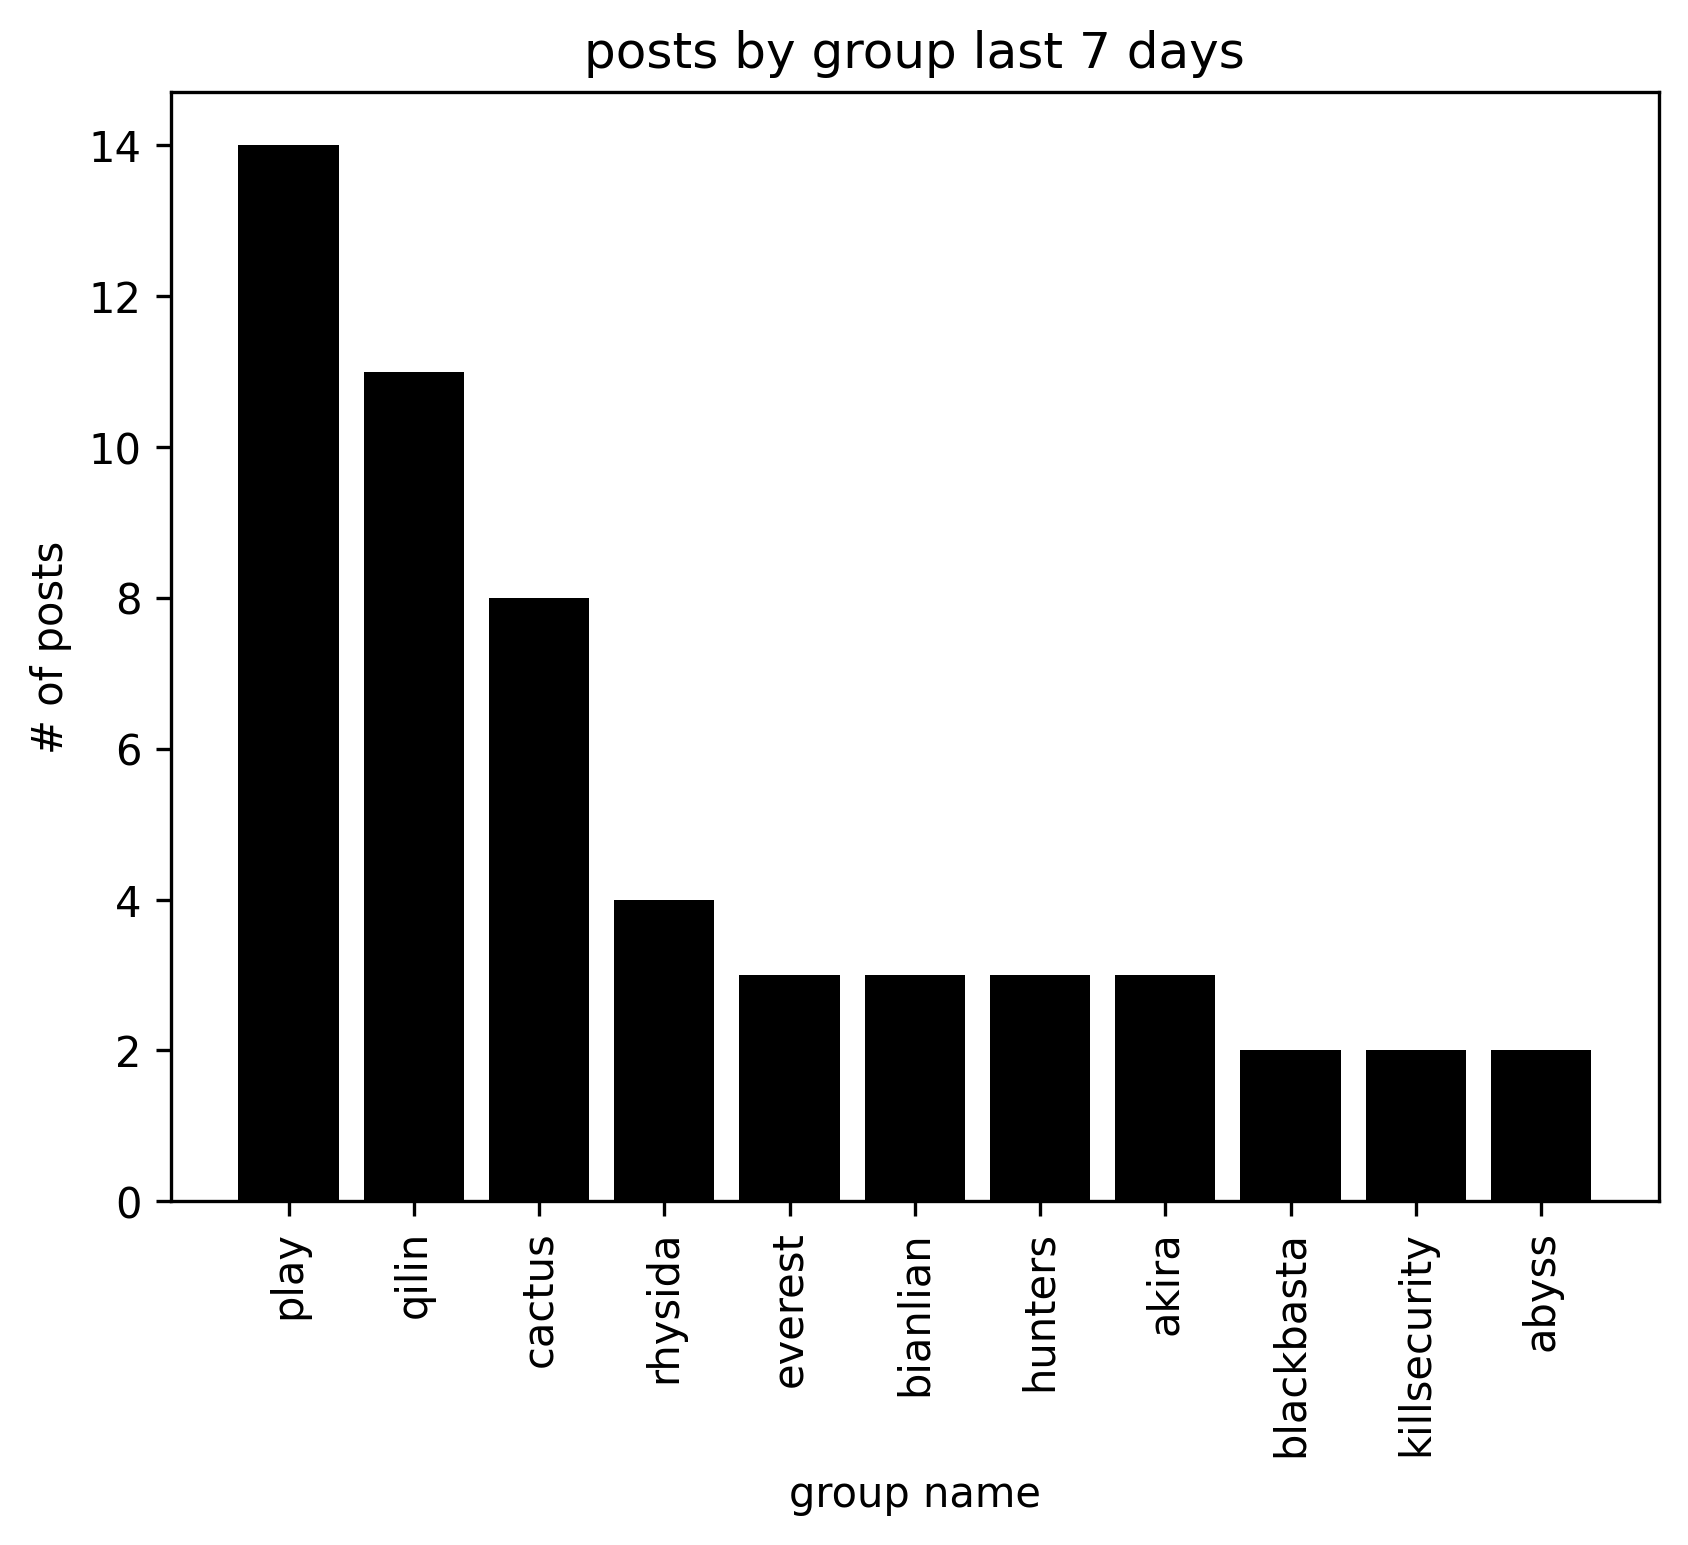 posts by group last 7 days
14
12
10
8
6
4
2
0
# of posts
play
qilin
cactus
rhysida
everest
bianlian
hunters
akira
blackbasta
killsecurity
abyss
group name